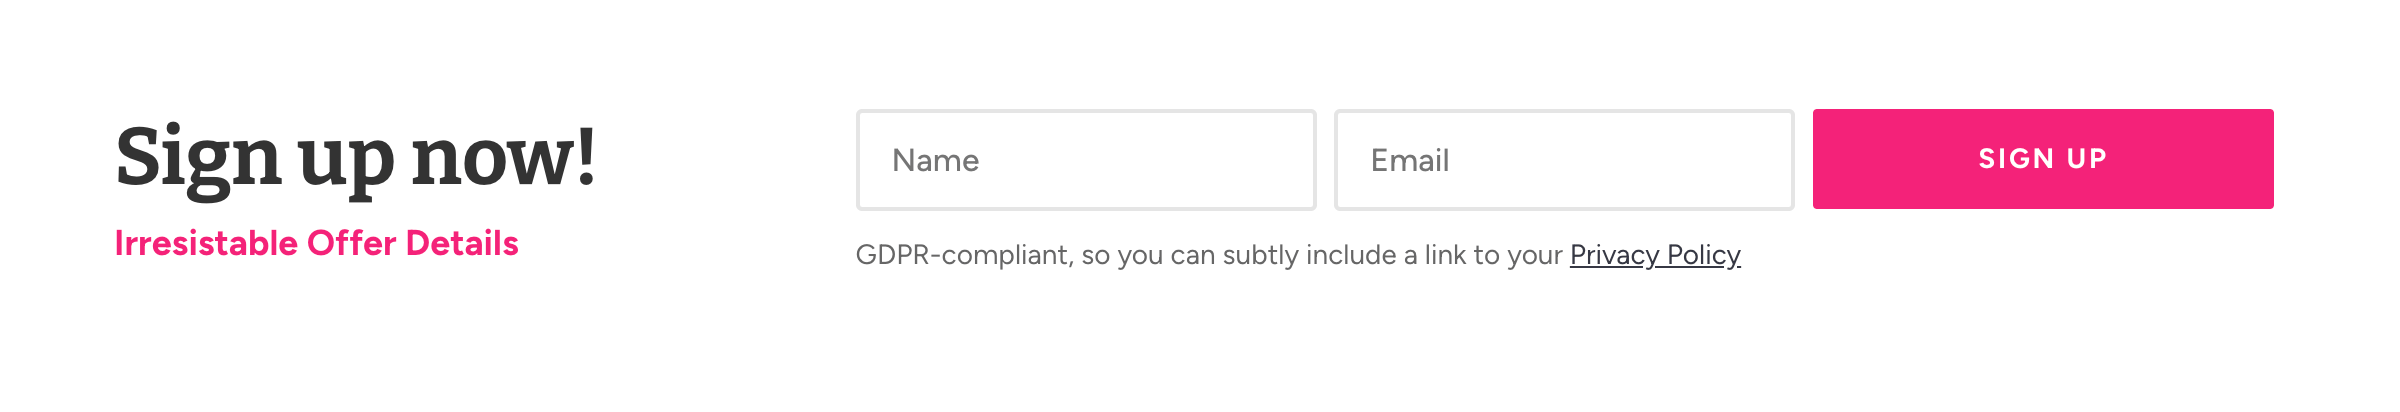 Sign up now!
Irresistable Offer Details
Name
Email
SIGN UP
GDPR-compliant, so you can subtly include a link to your Privacy Policy